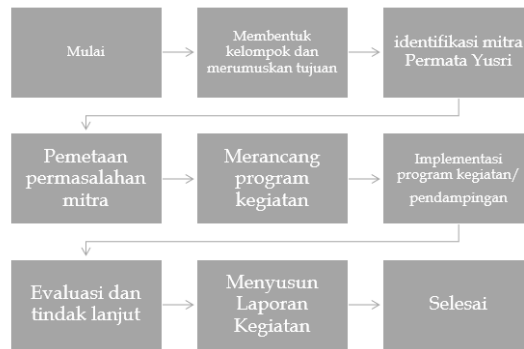 Mulai
Membentuk
kelompok dan
merumuskan tujuan
identifikasi mitra
Permata Yusri
Pemetaan
permasalahan
mitra
Merancang
program
kegiatan
Implementasi
program kegiatan/
pendampingan
Evaluasi dan
tindak lanjut
Menyusun
Laporan
Kegiatan
Selesai